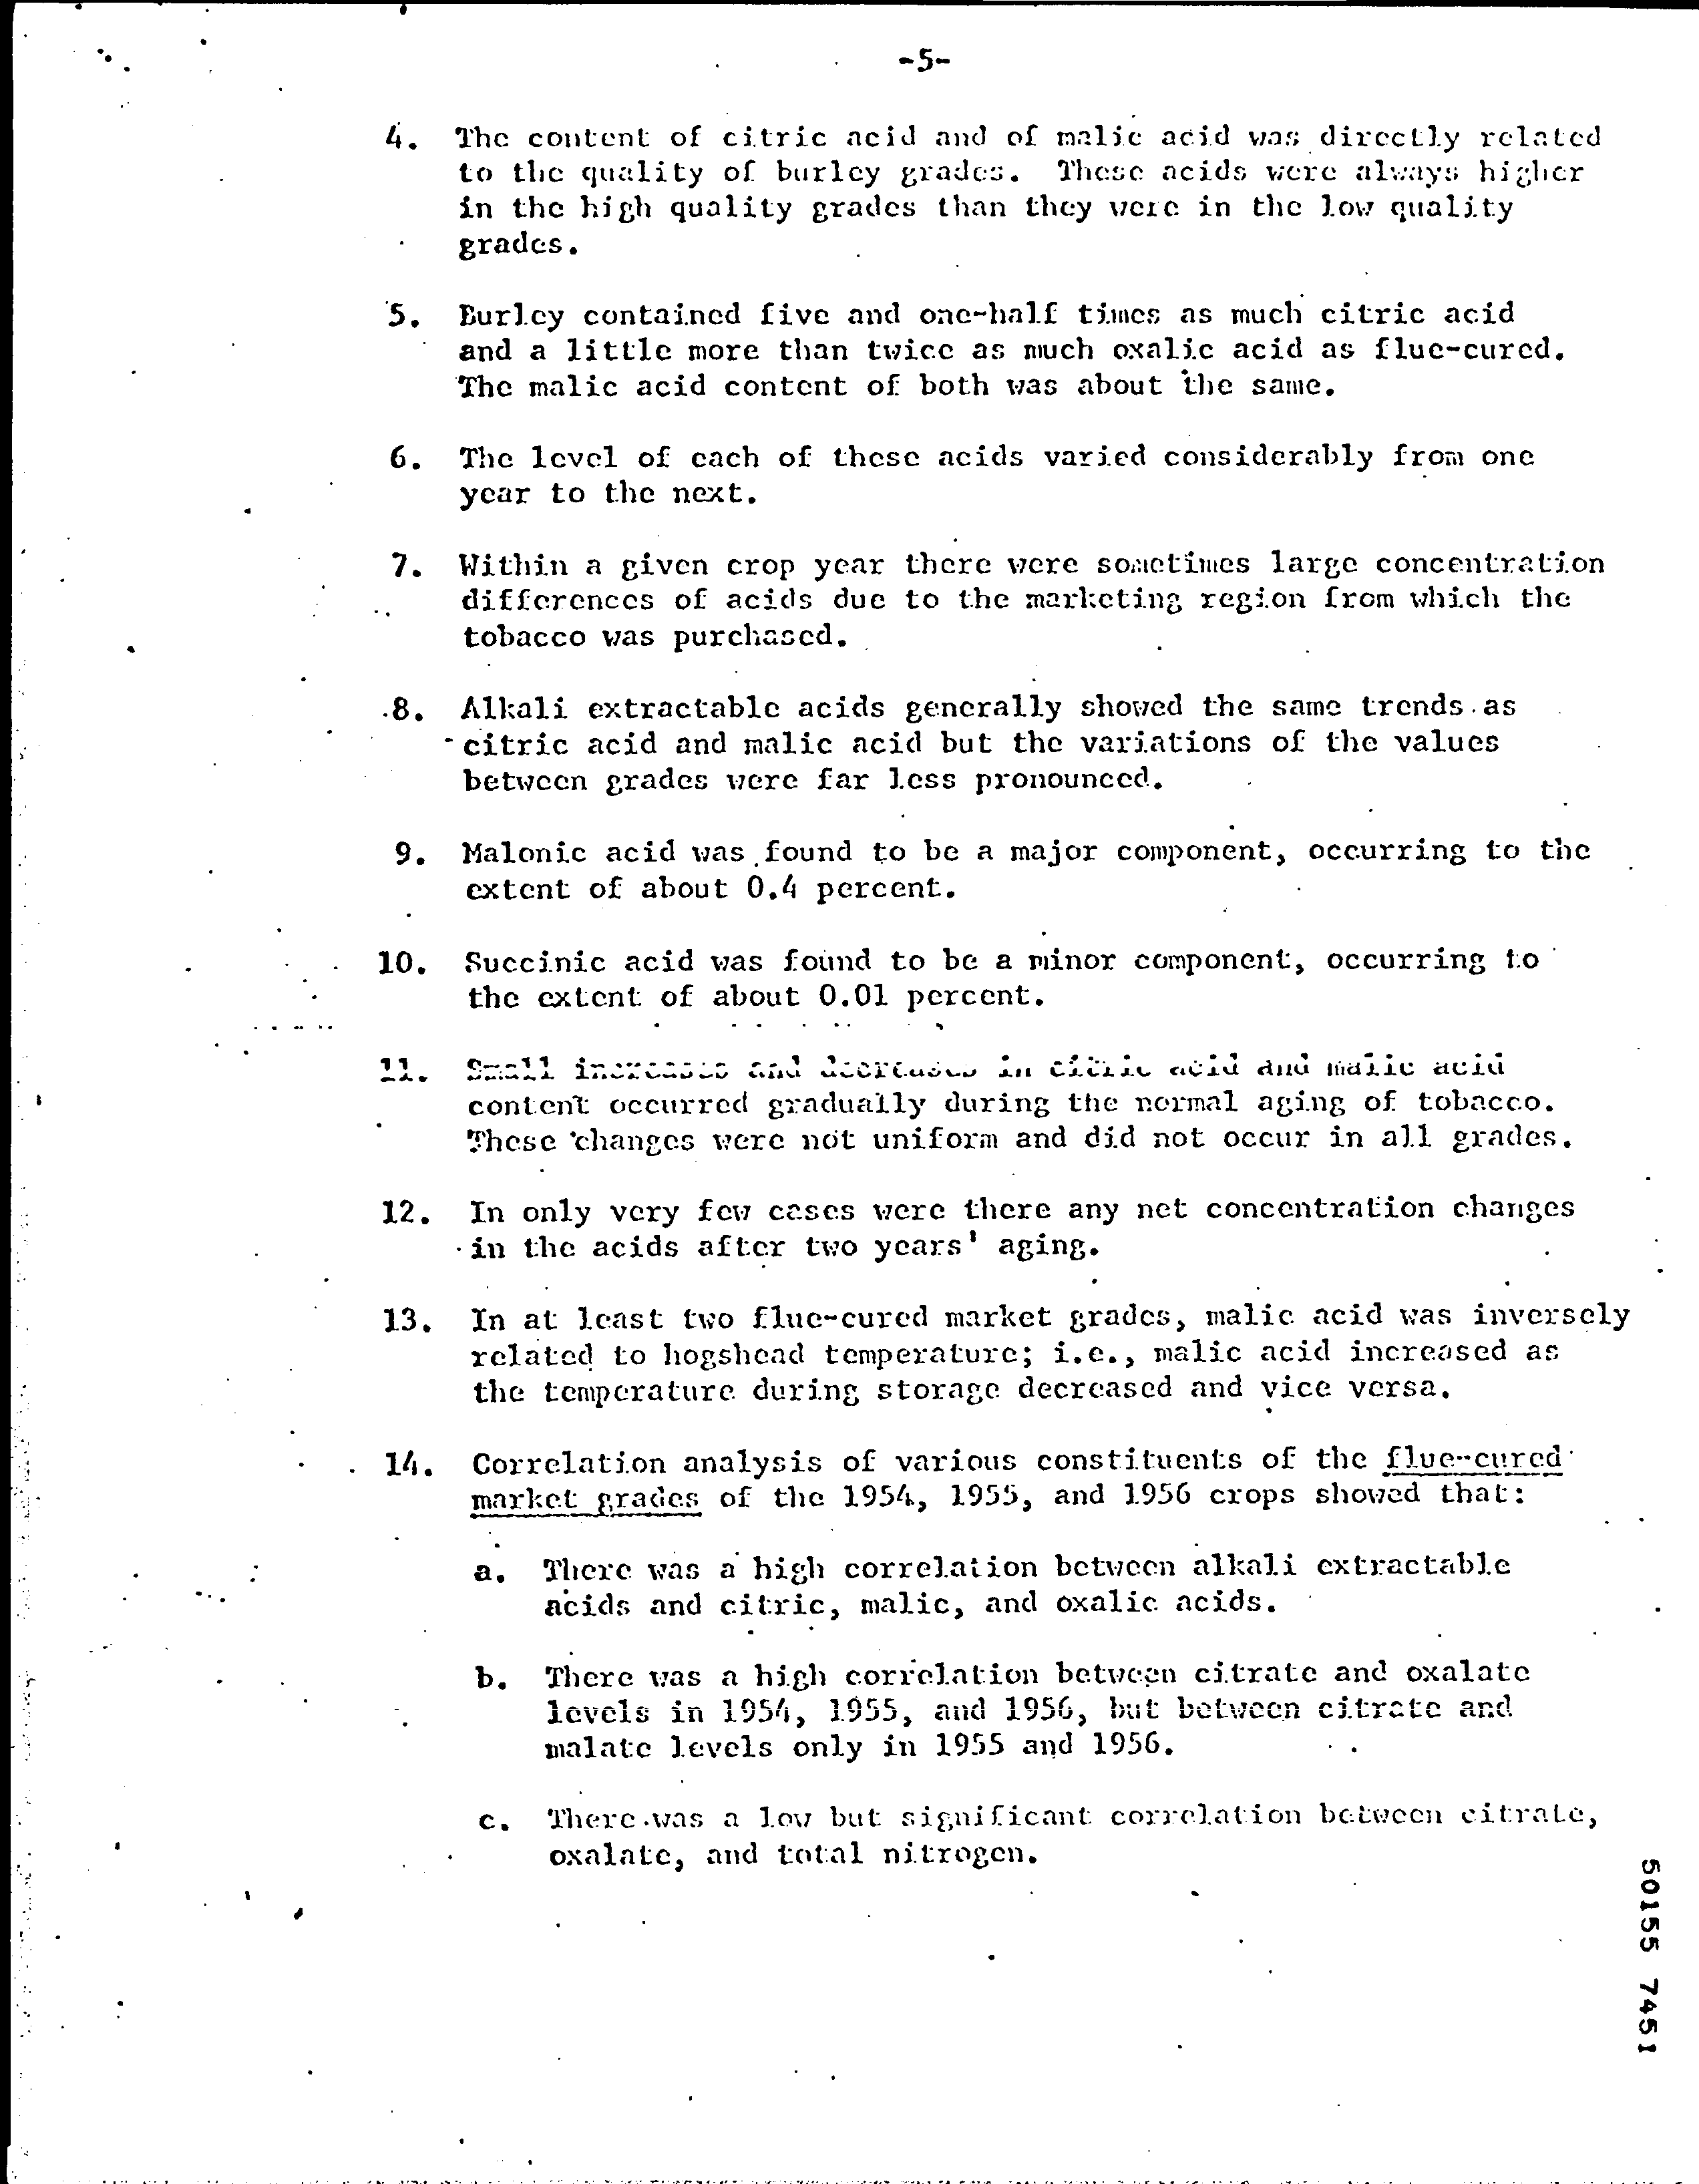 -5-
4. The content of citric acid and of malic acid was directly related
to the quality of burley grades. These acids were always higher
in the high quality grades than they were in the low quality
grades.
5. Burley contained five and one-half times as much citric acid
and a little more than twice as much oxalic acid as flue-cured.
The malic acid content of both was about the same.
6. The level of each of these acids varied considerably from one
year to the next.
7. Within a given crop year there were sometimes large concentration
differences of acids due to the marketing region from which the
tobacco was purchased.
8. Alkali extractable acids generally showed the same trends as
citric acid and malic acid but the variations of the values
between grades were far less pronounced.
9. Malonic acid was found to be a major component, occurring to the
extent of about 0.4 percent.
10. Succinic acid was found to be a minor component, occurring to
the extent of about 0.01 percent.
11. Small increases and decreases in citric acid and malic acid
content occurred gradually during the normal aging of tobacco.
These changes were not uniform and did not occur in all grades.
12. In only very few cases were there any net concentration changes
in the acids after two years' aging.
13. In at least two flue-cured market grades, malic acid was inversely
related to hogshead temperature; i.e., malic acid increased as
the temperature during storage decreased and vice versa.
14. Correlation analysis of various constituents of the flue-cured
market grades of the 1954, 1955, and 1956 crops showed that:
a. There was a high correlation between alkali extractable
acids and citric, malic, and oxalic acids.
b. There was a high correlation between citrate and oxalate
levels in 1954, 1955, and 1956, but between citrate and
malate levels only in 1955 and 1956.
c. There was a low but significant correlation between citrate,
oxalate, and total nitrogen.
50155 7451